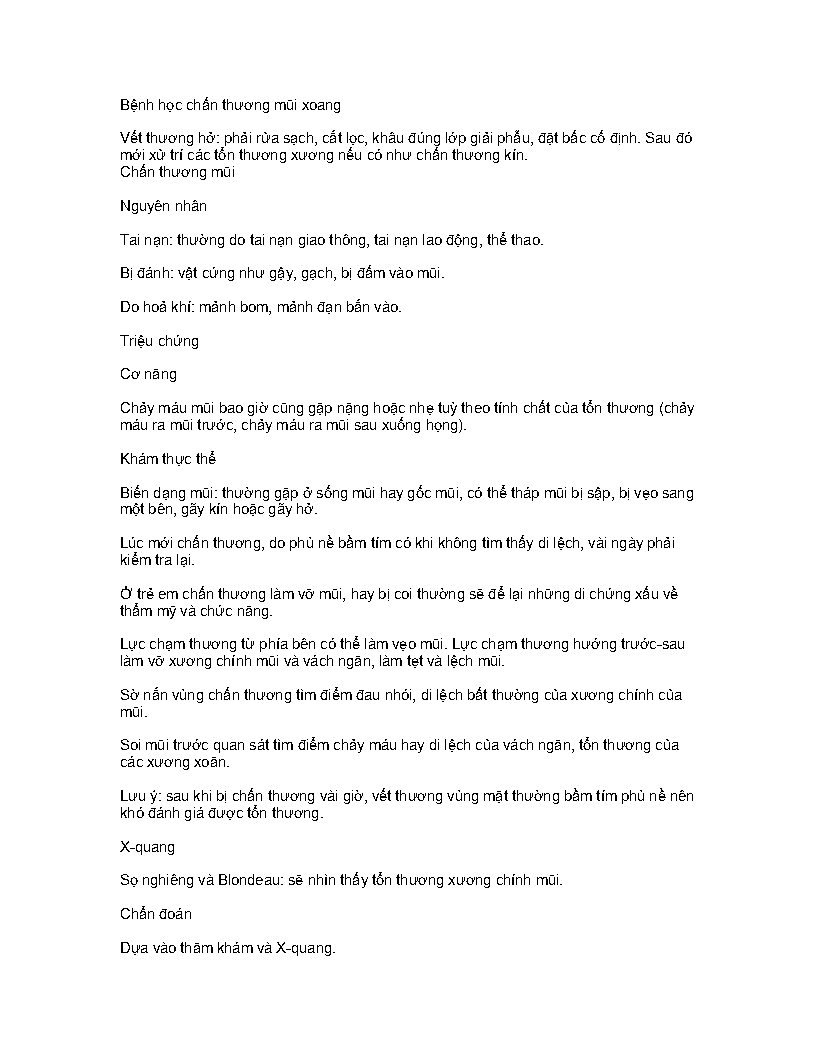 Bệnh học chấn thương mũi xoang
Vết thương hở: phải rửa sạch, cắt lọc, khâu đúng lớp giải phẫu, đặt bấc cố định. Sau đó
mới xử trí các tổn thương xương nếu có như chấn thương kín.
Chấn thương mũi
Nguyên nhân
Tai nạn: thường do tai nạn giao thông, tai nạn lao động, thể thao.
Bị đánh: vật cứng như gậy, gạch, bị đấm vào mũi.
Do hoả khí: mảnh bom, mảnh đạn bắn vào.
Triệu chứng
Cơ năng
Chảy máu mũi bao giờ cũng gặp nặng hoặc nhẹ tuỳ theo tính chất của tổn thương (chảy
máu ra mũi trước, chảy máu ra mũi sau xuống họng).
Khám thực thể
Biến dạng mũi: thường gặp ở sống mũi hay gốc mũi, có thể tháp mũi bị sập, bị vẹo sang
một bên, gãy kín hoặc gãy hở.
Lúc mới chấn thương, do phù nề bầm tím có khi không tìm thấy di lệch, vài ngày phải
kiểm tra lại.
Ở trẻ em chấn thương làm vỡ mũi, hay bị coi thường sẽ để lại những di chứng xấu về
thẩm mỹ và chức năng.
Lực chạm thương từ phía bên có thể làm vẹo mũi. Lực chạm thương hướng trước-sau
làm vỡ xương chính mũi và vách ngăn, làm tẹt và lệch mũi.
Sờ nắn vùng chấn thương tìm điểm đau nhói, di lệch bất thường của xương chính của
mũi.
Soi mũi trước quan sát tìm điểm chảy máu hay di lệch của vách ngăn, tổn thương của
các xương xoăn.
Lưu ý: sau khi bị chấn thương vài giờ, vết thương vùng mặt thường bầm tím phù nề nên
khó đánh giá được tổn thương.
X-quang
Sọ nghiêng và Blondeau: sẽ nhìn thấy tổn thương xương chính mũi.
Chẩn đoán
Dựa vào thăm khám và X-quang.